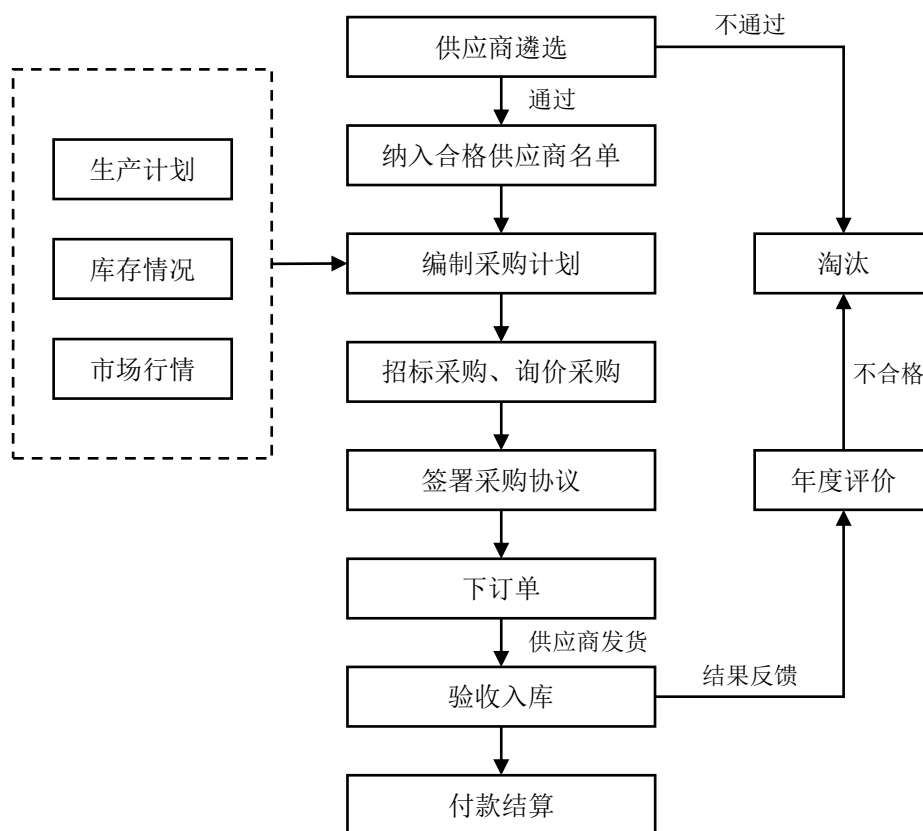 供应商遴选
不通过
通过
纳入合格供应商名单
生产计划
库存情况
市场行情
编制采购计划
淘汰
招标采购、询价采购
不合格
签署采购协议
年度评价
下订单
供应商发货
验收入库
结果反馈
付款结算